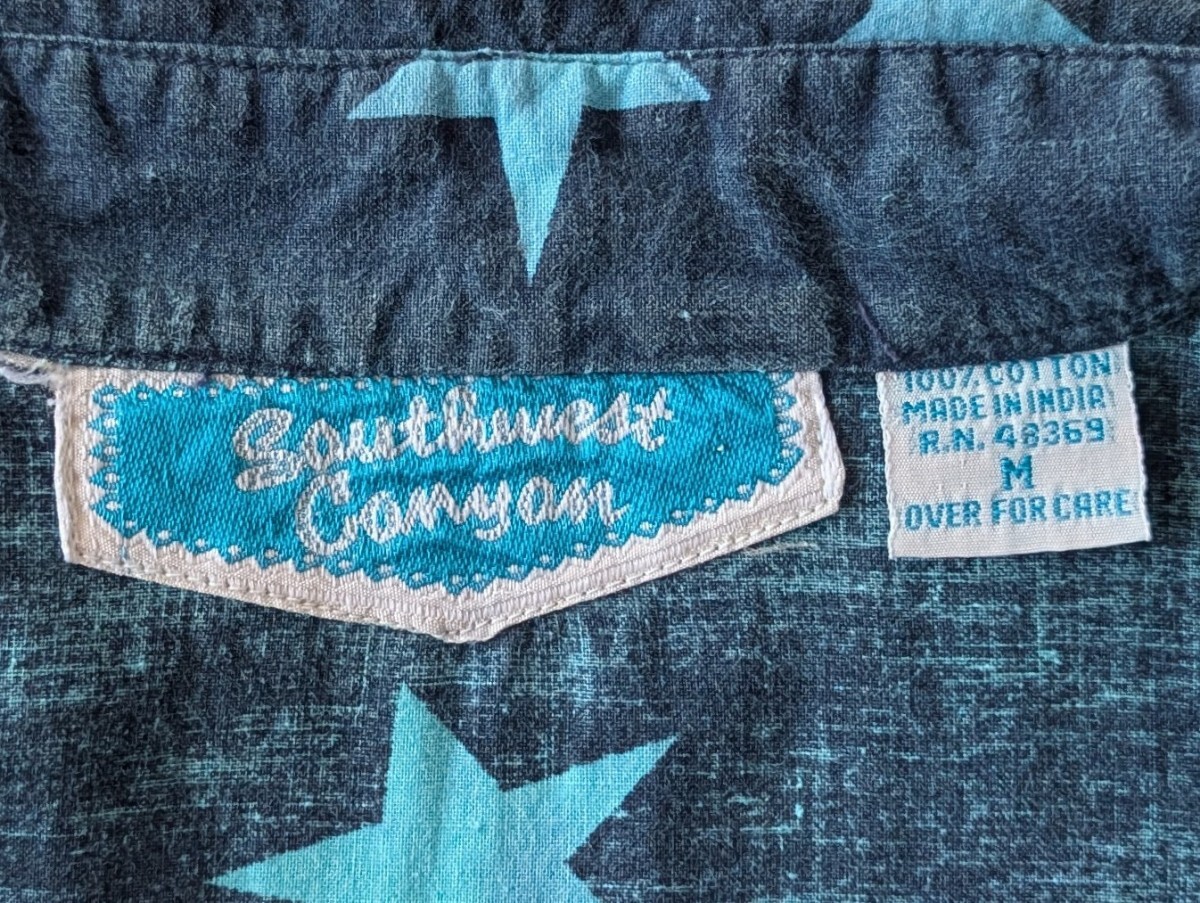 Southwest
Canyon
100% COTTON
MADE IN INDIA
R.N. 48369
M
OVER FOR CARE